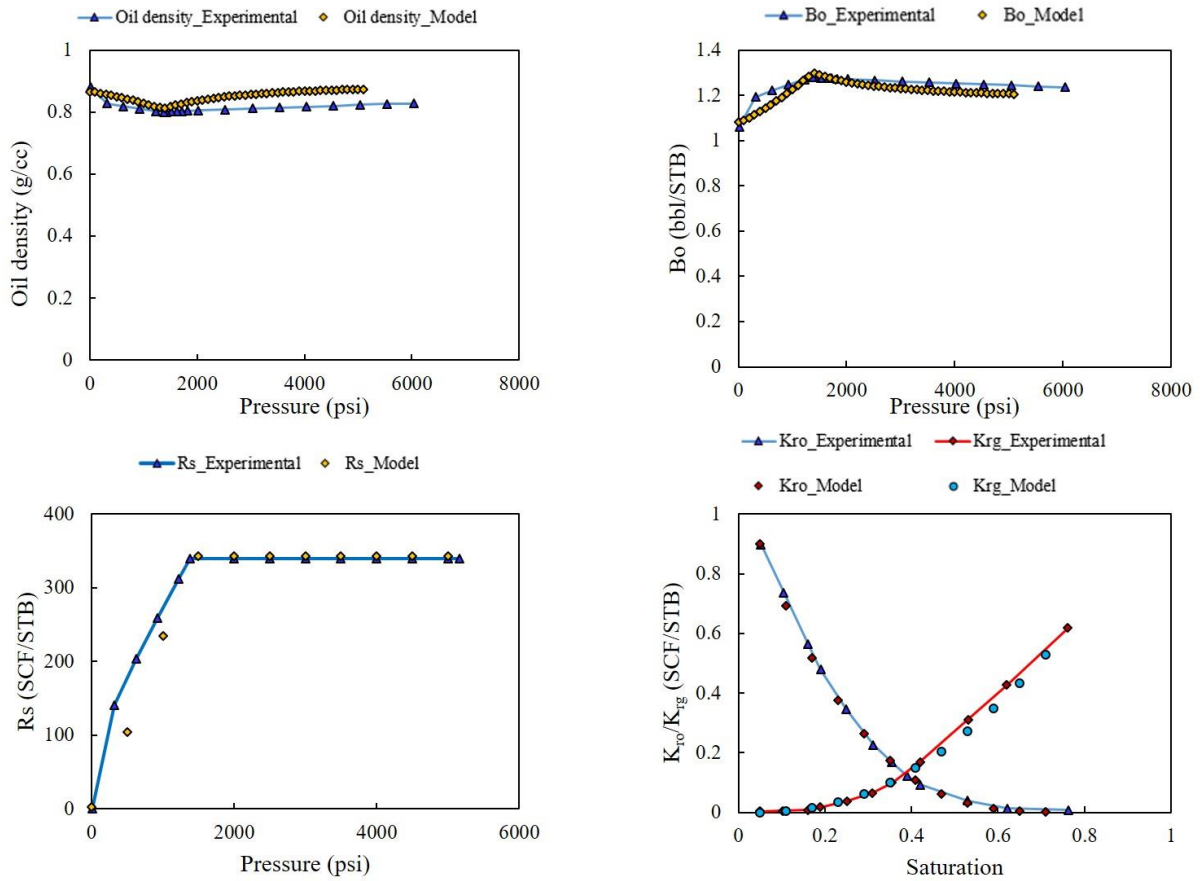 Oil density_Experimental Oil density_Model
1
0.8
0.6
0.4
0.2
0
Oil density (g/cc)
0 2000 4000 6000 8000
Pressure (psi)
Bo_Experimental Bo_Model
1.4
1.2
1
0.8
0.6
0.4
0.2
0
Bo (bbl/STB)
0 2000 4000 6000 8000
Pressure (psi)
Rs_Experimental Rs_Model
400
300
200
100
0
Rs (SCF/STB)
0 2000 4000 6000
Pressure (psi)
Kro_Experimental Krg_Experimental
Kro_Model Krg_Model
1
0.8
0.6
0.4
0.2
0
Kro/Krg (SCF/STB)
0 0.2 0.4 0.6 0.8 1
Saturation